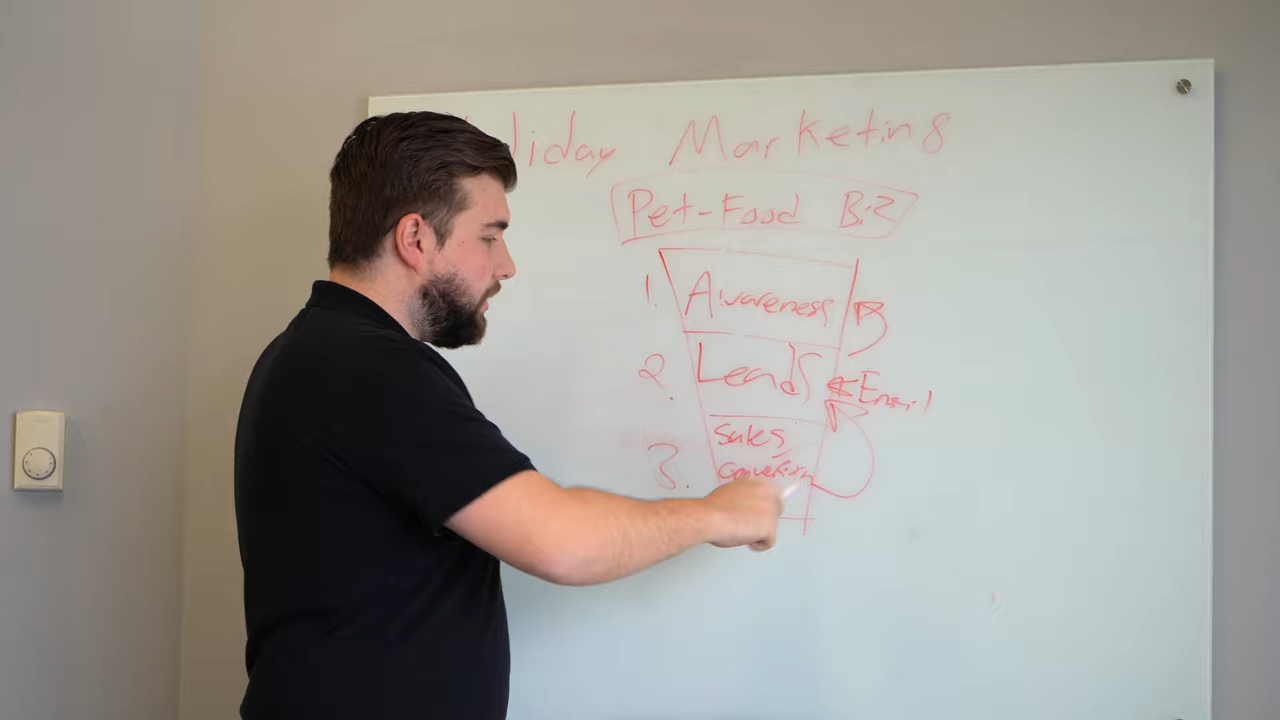 liday Marketing
Pet-Food Biz
1. Awareness
2. Leads Email
3. Sales
Conversion